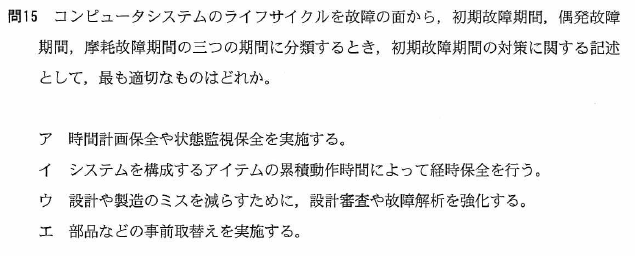 問15 コンピュータシステムのライフサイクルを故障の面から，初期故障期間，偶発故障
期間，摩耗故障期間の三つの期間に分類するとき，初期故障期間の対策に関する記述
として，最も適切なものはどれか。
ア 時間計画保全や状態監視保全を実施する。
イ システムを構成するアイテムの累積動作時間によって経時保全を行う。
ウ 設計や製造のミスを減らすために，設計審査や故障解析を強化する。
エ 部品などの事前取替えを実施する。